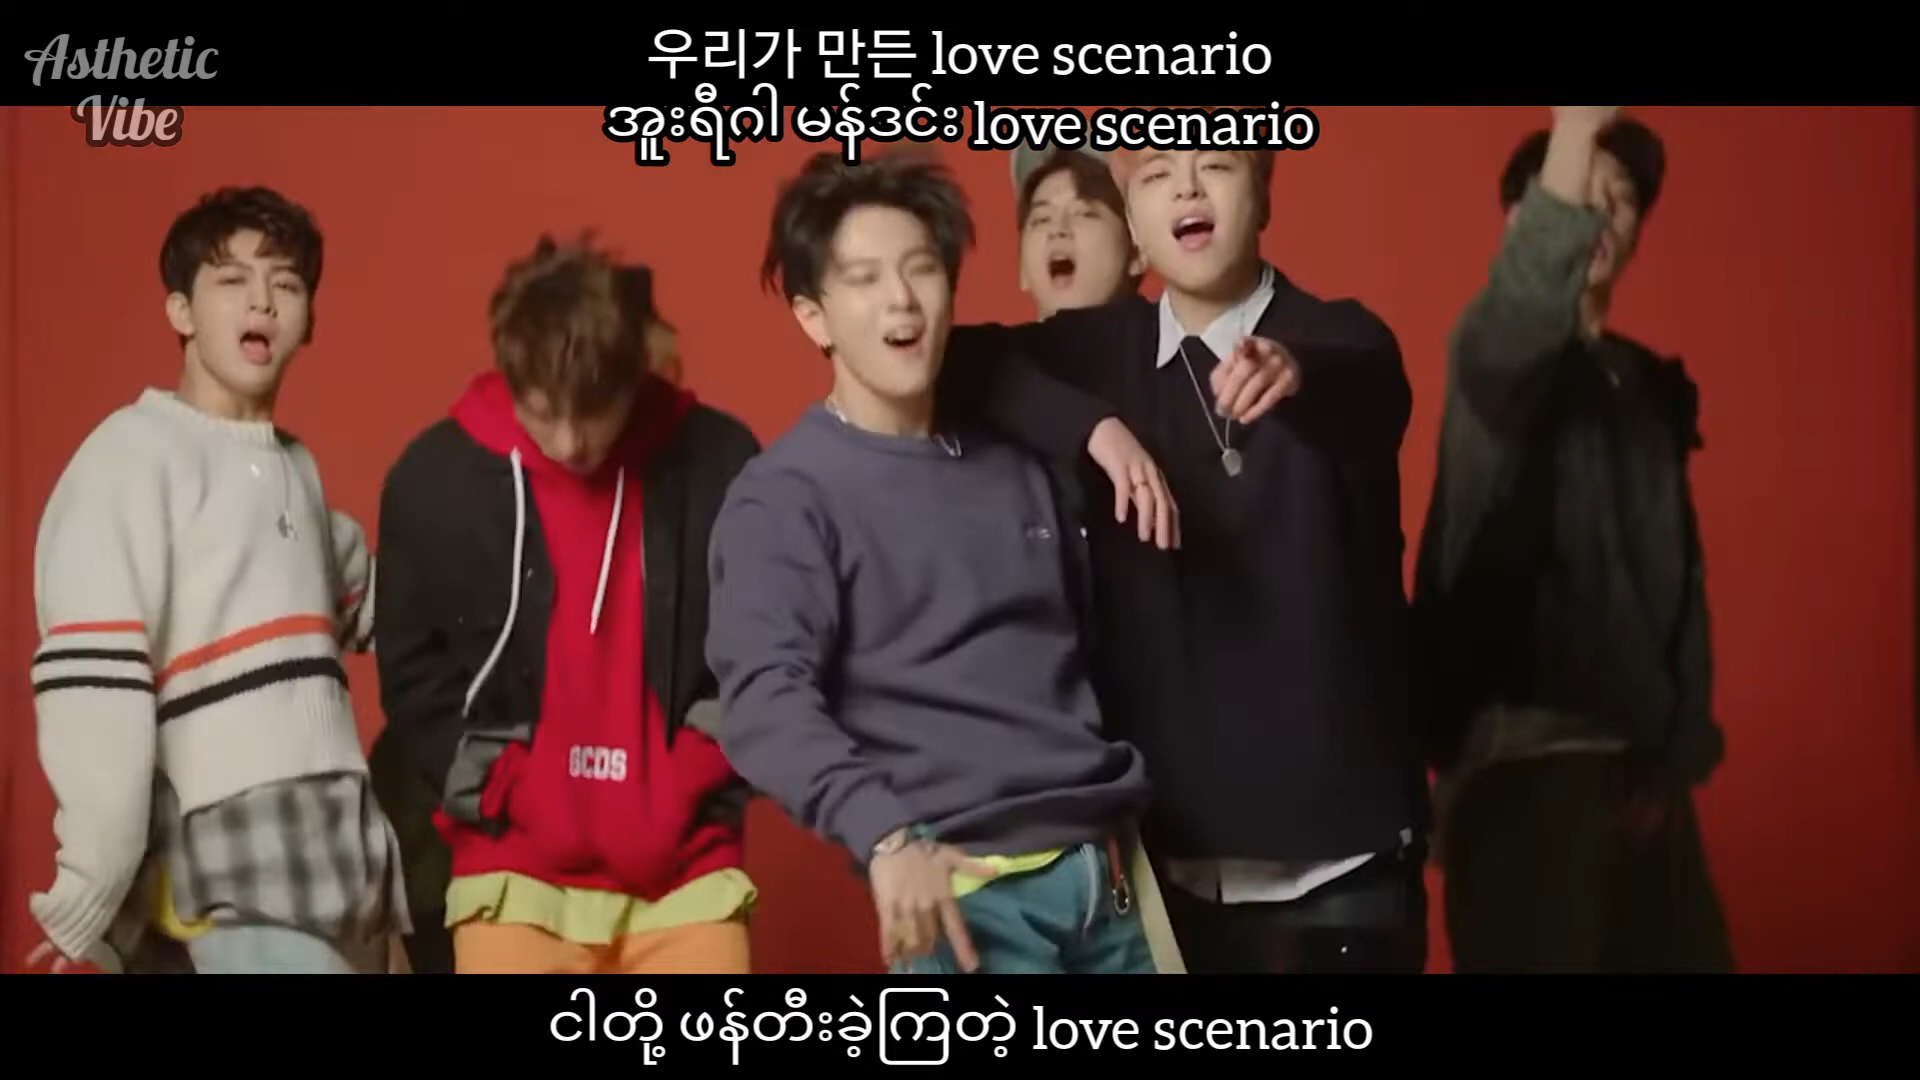 Asthetic
Vibe
우리가 만든 love scenario
အူးရီဂါ မန်ဒင်း love scenario
GCDS
ငါတို့ ဖန်တီးခဲ့ကြတဲ့ love scenario